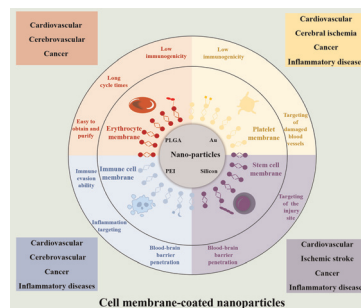 Cardiovascular
Cerebrovascular
Cancer
Cardiovascular
Cerebral ischemia
Cancer
Inflammatory disease
Low immunogenicity
Low immunogenicity
Long
cycle times
Easy to
obtain and
purify
Targeting
of damaged
blood
vessels
Erythrocyte
membrane
Platelet
membrane
PLGA
Au
Nano-particles
PEI
Silicon
Immune cell
membrane
Stem cell
membrane
Immune
evasion
ability
Targeting
of the
injury site
Inflammation
targeting
Blood-brain
barrier
penetration
Blood-brain
barrier
penetration
Cardiovascular
Cerebrovascular
Cancer
Inflammatory diseases
Cardiovascular
Ischemic stroke
Cancer
Inflammatory disease
Cell membrane-coated nanoparticles